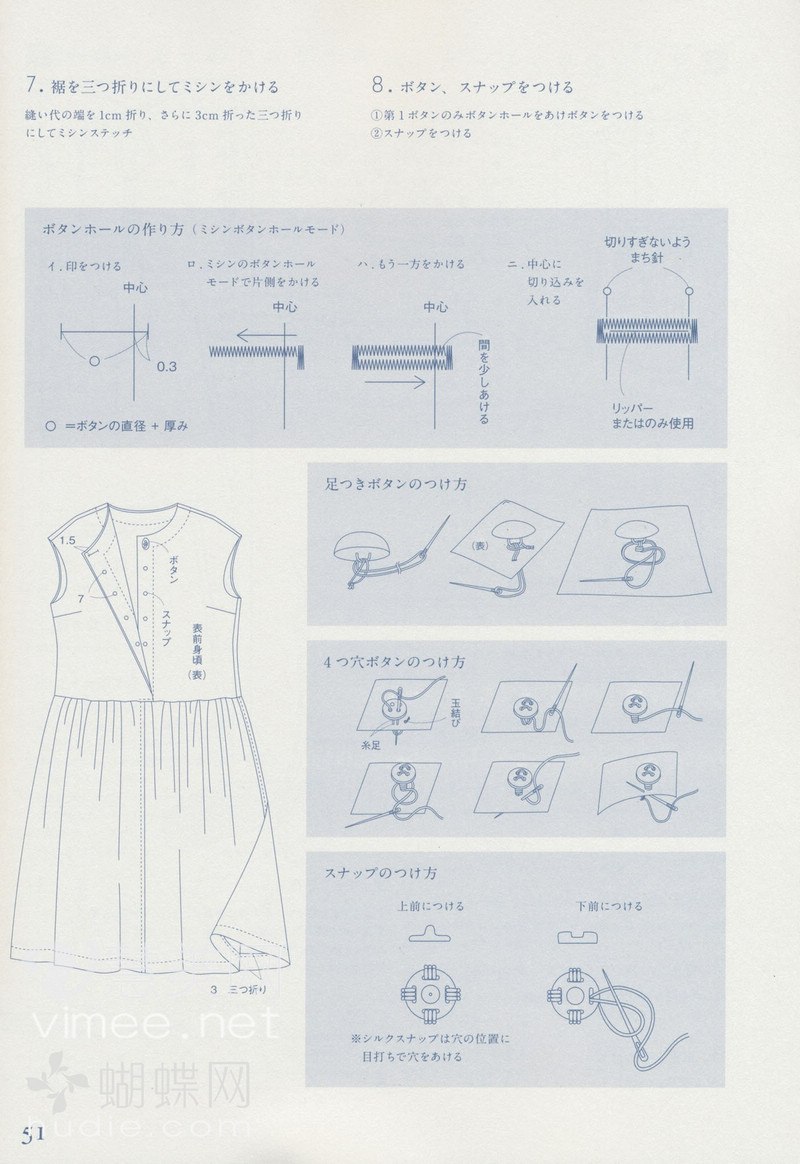 7. 裾を三つ折りにしてミシンをかける
縫い代の端を1cm折り、さらに3cm折った三つ折り
にしてミシンステッチ
8. ボタン、スナップをつける
①第1ボタンのみボタンホールをあけボタンをつける
②スナップをつける
ボタンホールの作り方（ミシンボタンホールモード）
イ.印をつける
中心
0.3
○ =ボタンの直径 + 厚み
ロ.ミシンのボタンホール
モードで片側をかける
中心
ハ.もう一方をかける
中心
間を少しあける
ニ.中心に
切り込みを
入れる
切りすぎないよう
まち針
リッパー
またはのみ使用
足つきボタンのつけ方
（表）
1.5
7
ボタン
スナップ
表前身頃
（表）
3 三つ折り
4つ穴ボタンのつけ方
玉結び
糸足
スナップのつけ方
上前につける
下前につける
※シルクスナップは穴の位置に
目打ちで穴をあける
vimee.net
蝴蝶网
udie.com
51